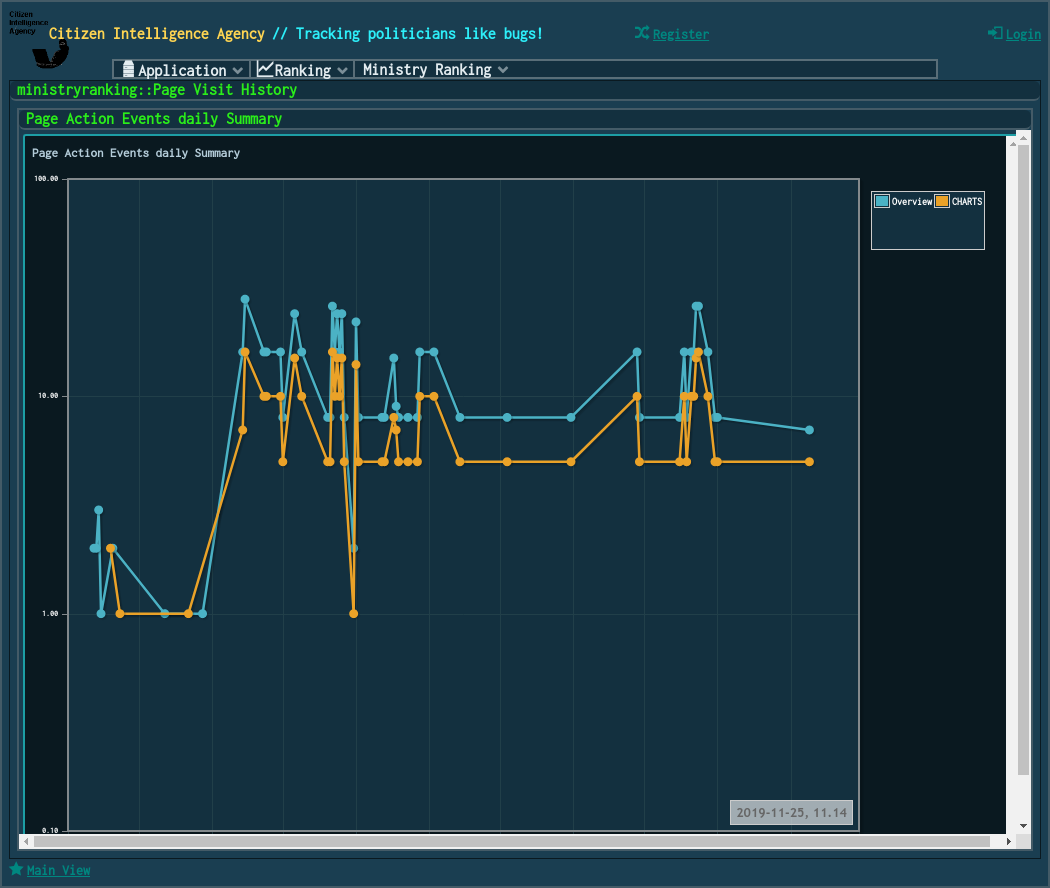 Citizen
Intelligence
Agency
Citizen Intelligence Agency // Tracking politicians like bugs!
Register
Login
Application
Ranking
Ministry Ranking
ministryranking::Page Visit History
Page Action Events daily Summary
Page Action Events daily Summary
100.00
Overview
CHARTS
10.00
1.00
2019-11-25, 11.14
0.10
Main View